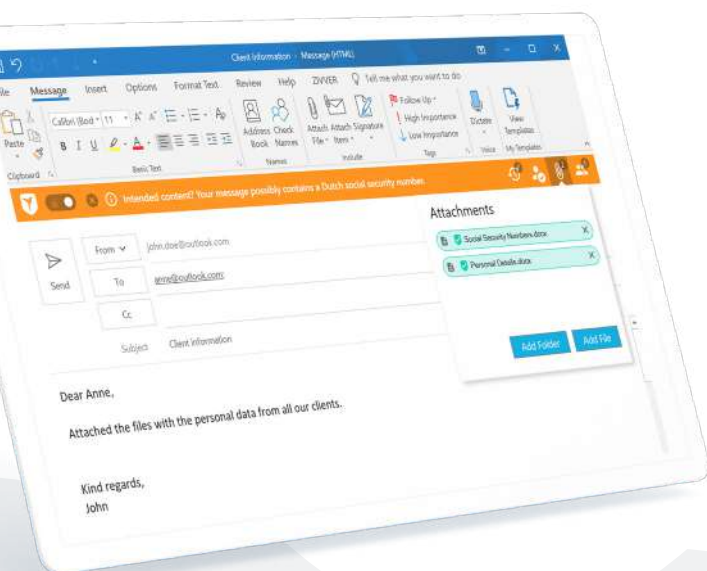 Client Information - Message (HTML)
File Message Insert Options Format Text Review Help ZIVVER Tell me what you want to do
Paste
Calibri (Bod 11
B I U
Address Book
Check Names
Attach File
Attach Item
Signature
Follow Up
High Importance
Low Importance
Dictate
View Templates
Clipboard
Basic Text
Names
Include
Tags
Voice
My Templates
Intended content? Your message possibly contains a Dutch social security number.
Attachments
Social Security Numbers.docx X
Personal Details.docx X
Add Folder Add File
Send
From john.doe@outlook.com
To anne@outlook.com;
Cc
Subject Client information
Dear Anne,
Attached the files with the personal data from all our clients.
Kind regards,
John